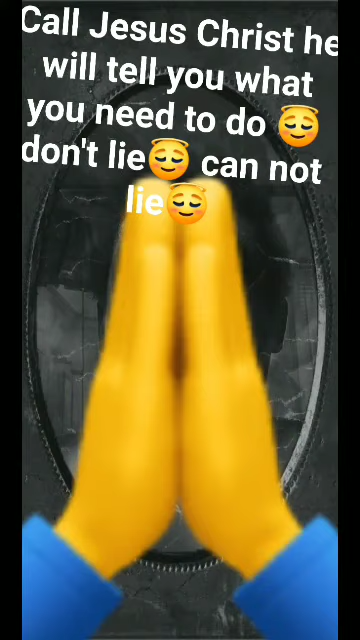 Call Jesus Christ he
will tell you what
you need to do 😇
don't lie😇 can not
lie😇